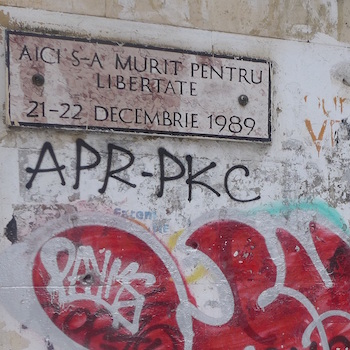 AICI S-A MURIT PENTRU
LIBERTATE
21-22 DECEMBRIE 1989
APR-PKC